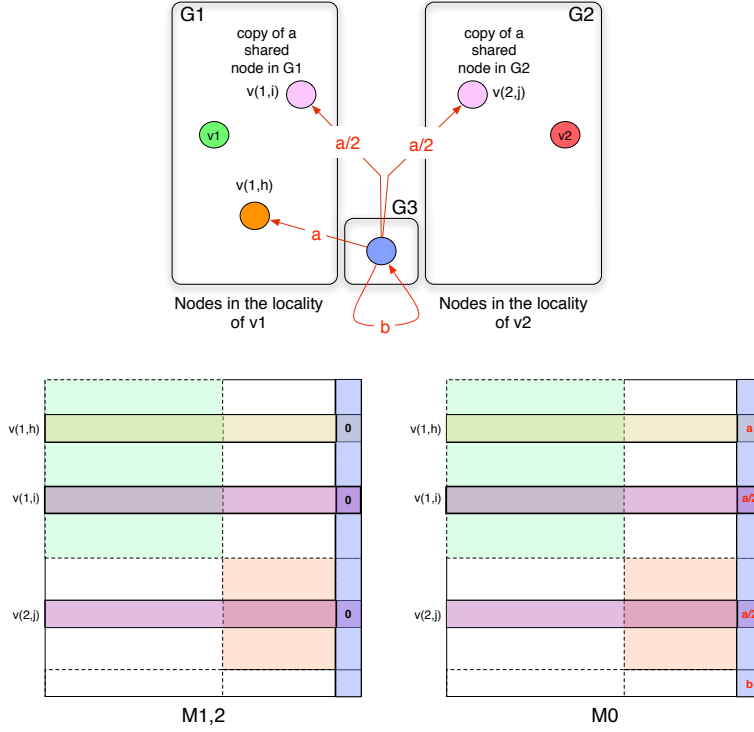 G1
G2
copy of a
shared
node in G1
v(1,i)
copy of a
shared
node in G2
v(2,j)
v1
v2
a/2
a/2
v(1,h)
G3
a
b
Nodes in the locality
of v1
Nodes in the locality
of v2
v(1,h)
0
v(1,i)
0
v(2,j)
0
M1,2
v(1,h)
a
v(1,i)
a/2
v(2,j)
a/2
b
M0